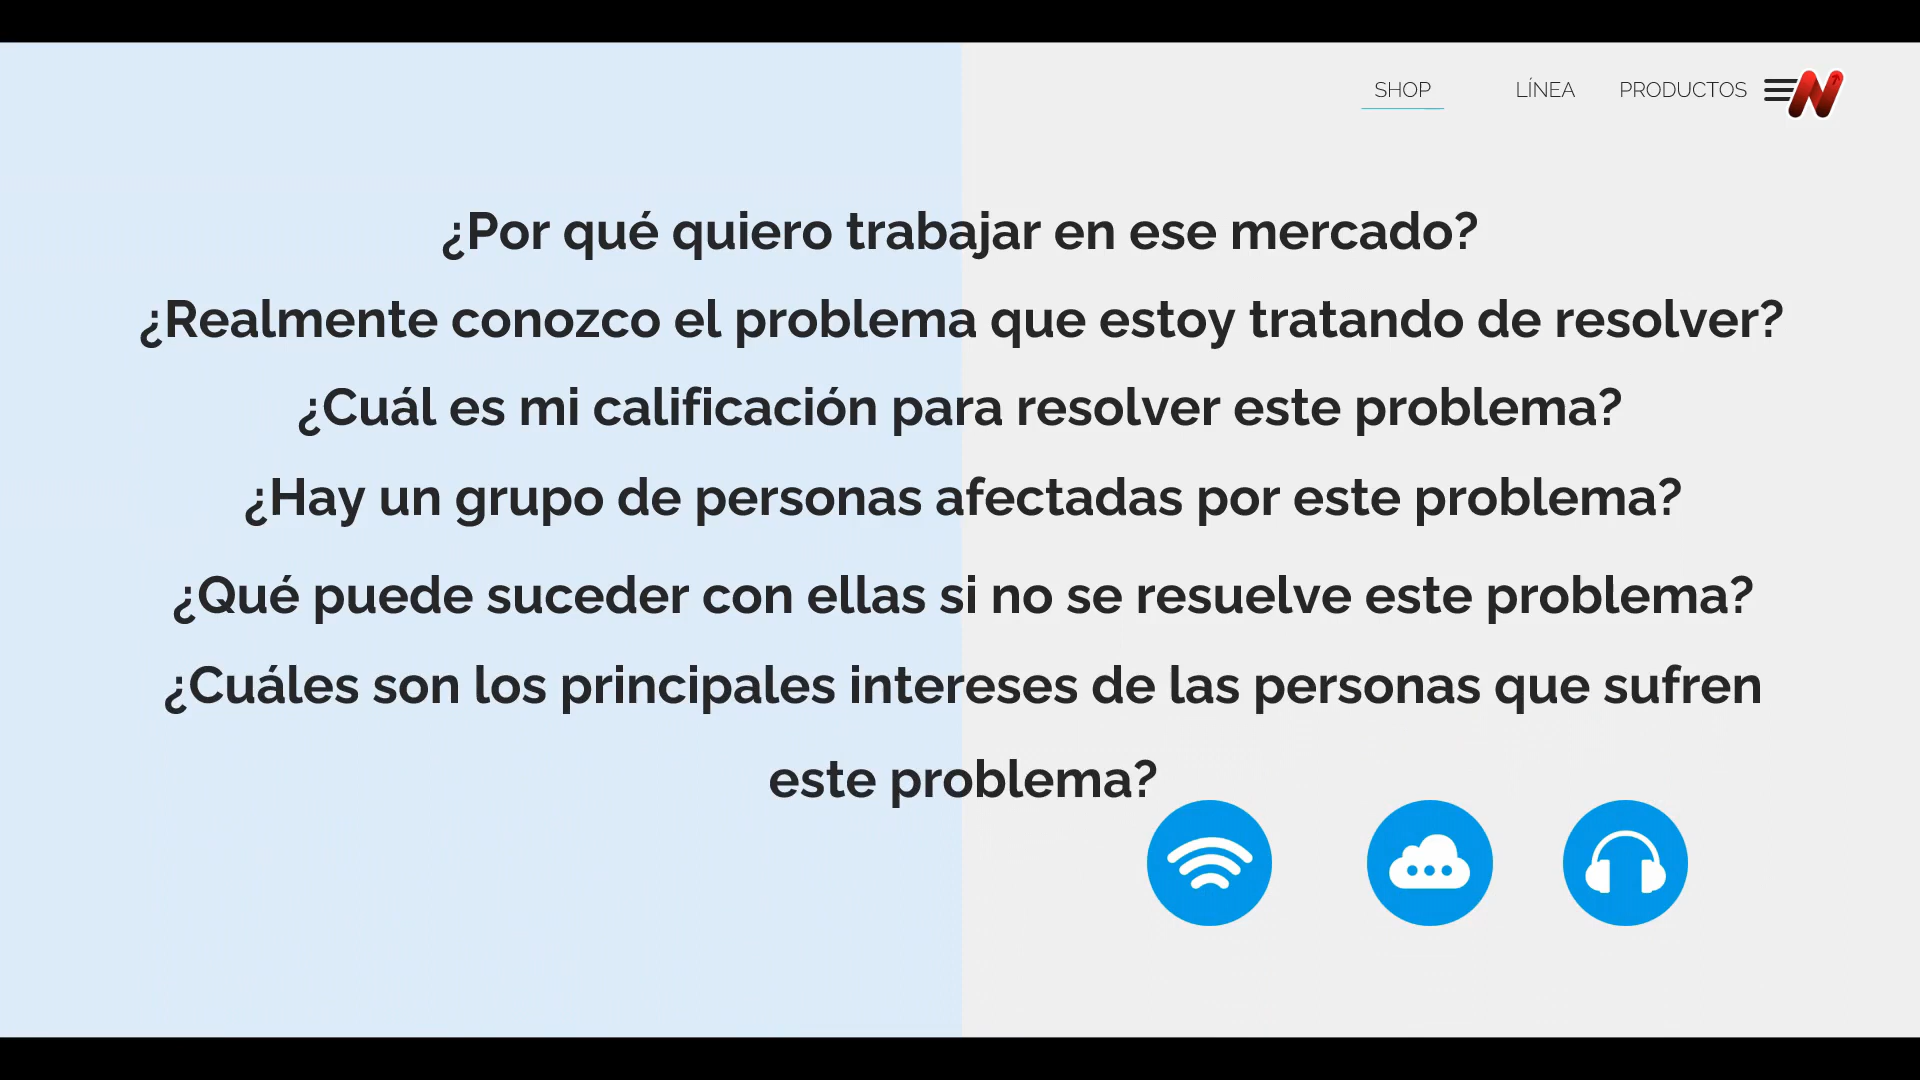 SHOP LÍNEA PRODUCTOS
¿Por qué quiero trabajar en ese mercado?
¿Realmente conozco el problema que estoy tratando de resolver?
¿Cuál es mi calificación para resolver este problema?
¿Hay un grupo de personas afectadas por este problema?
¿Qué puede suceder con ellas si no se resuelve este problema?
¿Cuáles son los principales intereses de las personas que sufren
este problema?